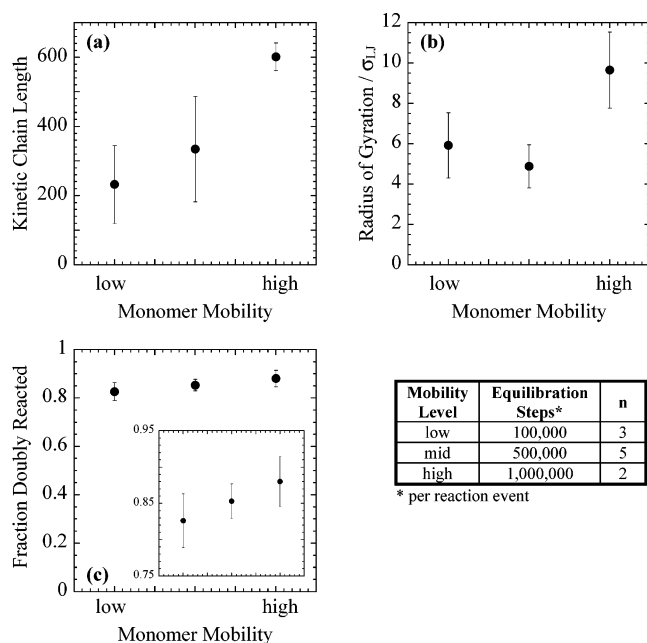 (a)
Kinetic Chain Length
600
400
200
0
low
high
Monomer Mobility
(b)
Radius of Gyration / σLJ
12
10
8
6
4
2
0
low
high
Monomer Mobility
(c)
Fraction Doubly Reacted
1
0.8
0.6
0.4
0.2
0
0.95
0.85
0.75
low
high
Monomer Mobility
Mobility Equilibration n
Level Steps*
low 100,000 3
mid 500,000 5
high 1,000,000 2
* per reaction event